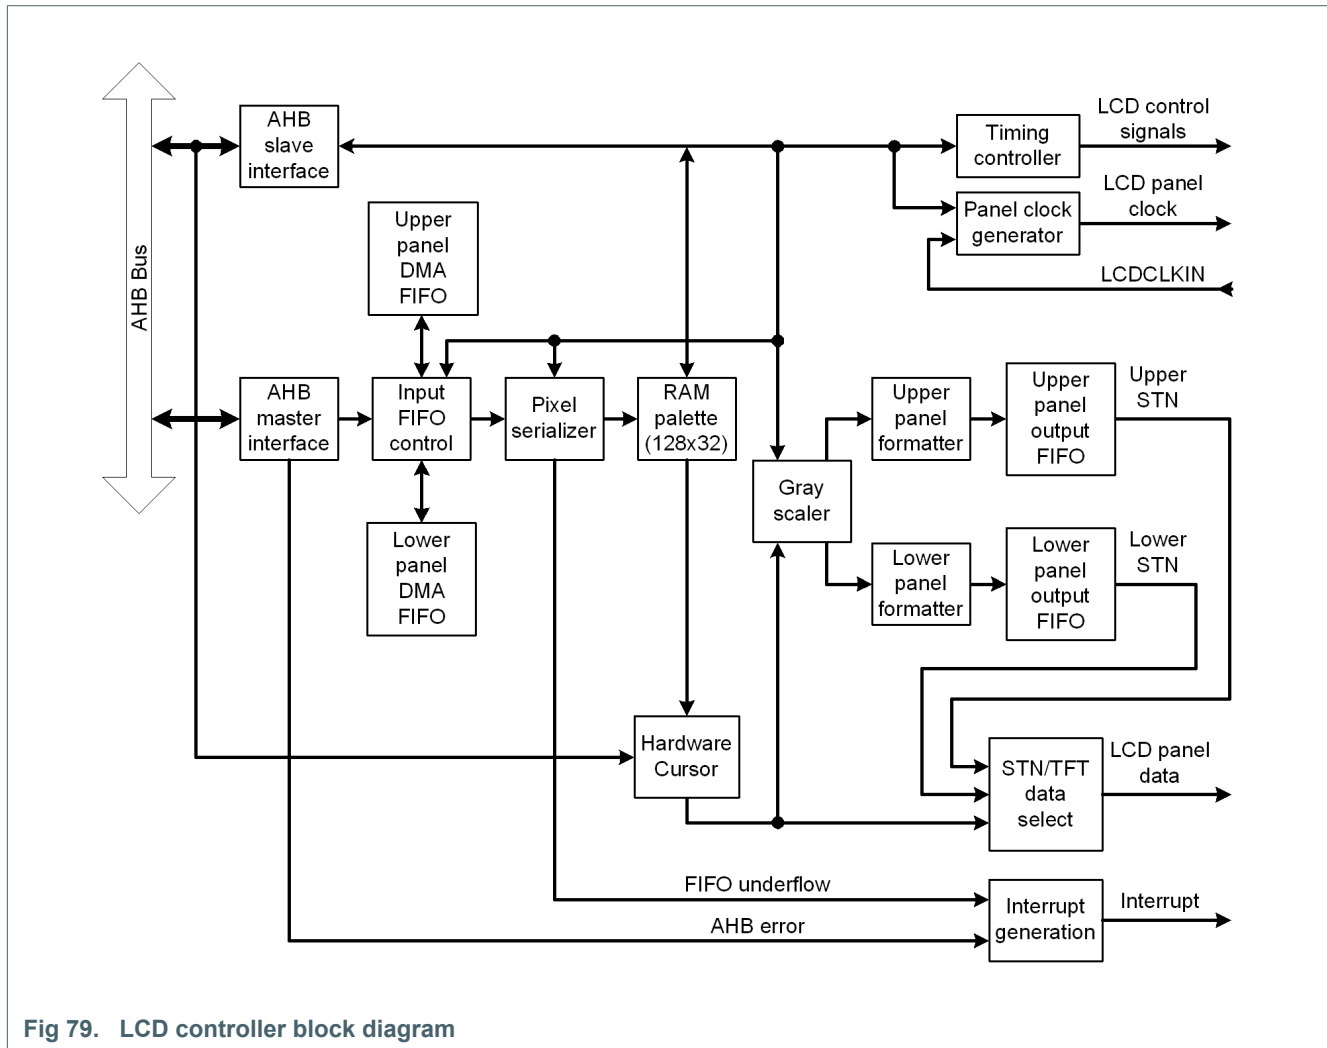 AHB
slave
interface
Timing
controller
LCD control
signals
Panel clock
generator
LCD panel
clock
LCDCLKIN
Upper
panel
DMA
FIFO
AHB Bus
AHB
master
interface
Input
FIFO
control
Pixel
serializer
RAM
palette
(128x32)
Upper
panel
formatter
Upper
panel
output
FIFO
Upper
STN
Gray
scaler
Lower
panel
DMA
FIFO
Lower
panel
formatter
Lower
panel
output
FIFO
Lower
STN
Hardware
Cursor
STN/TFT
data
select
LCD panel
data
FIFO underflow
AHB error
Interrupt
generation
Interrupt
Fig 79. LCD controller block diagram